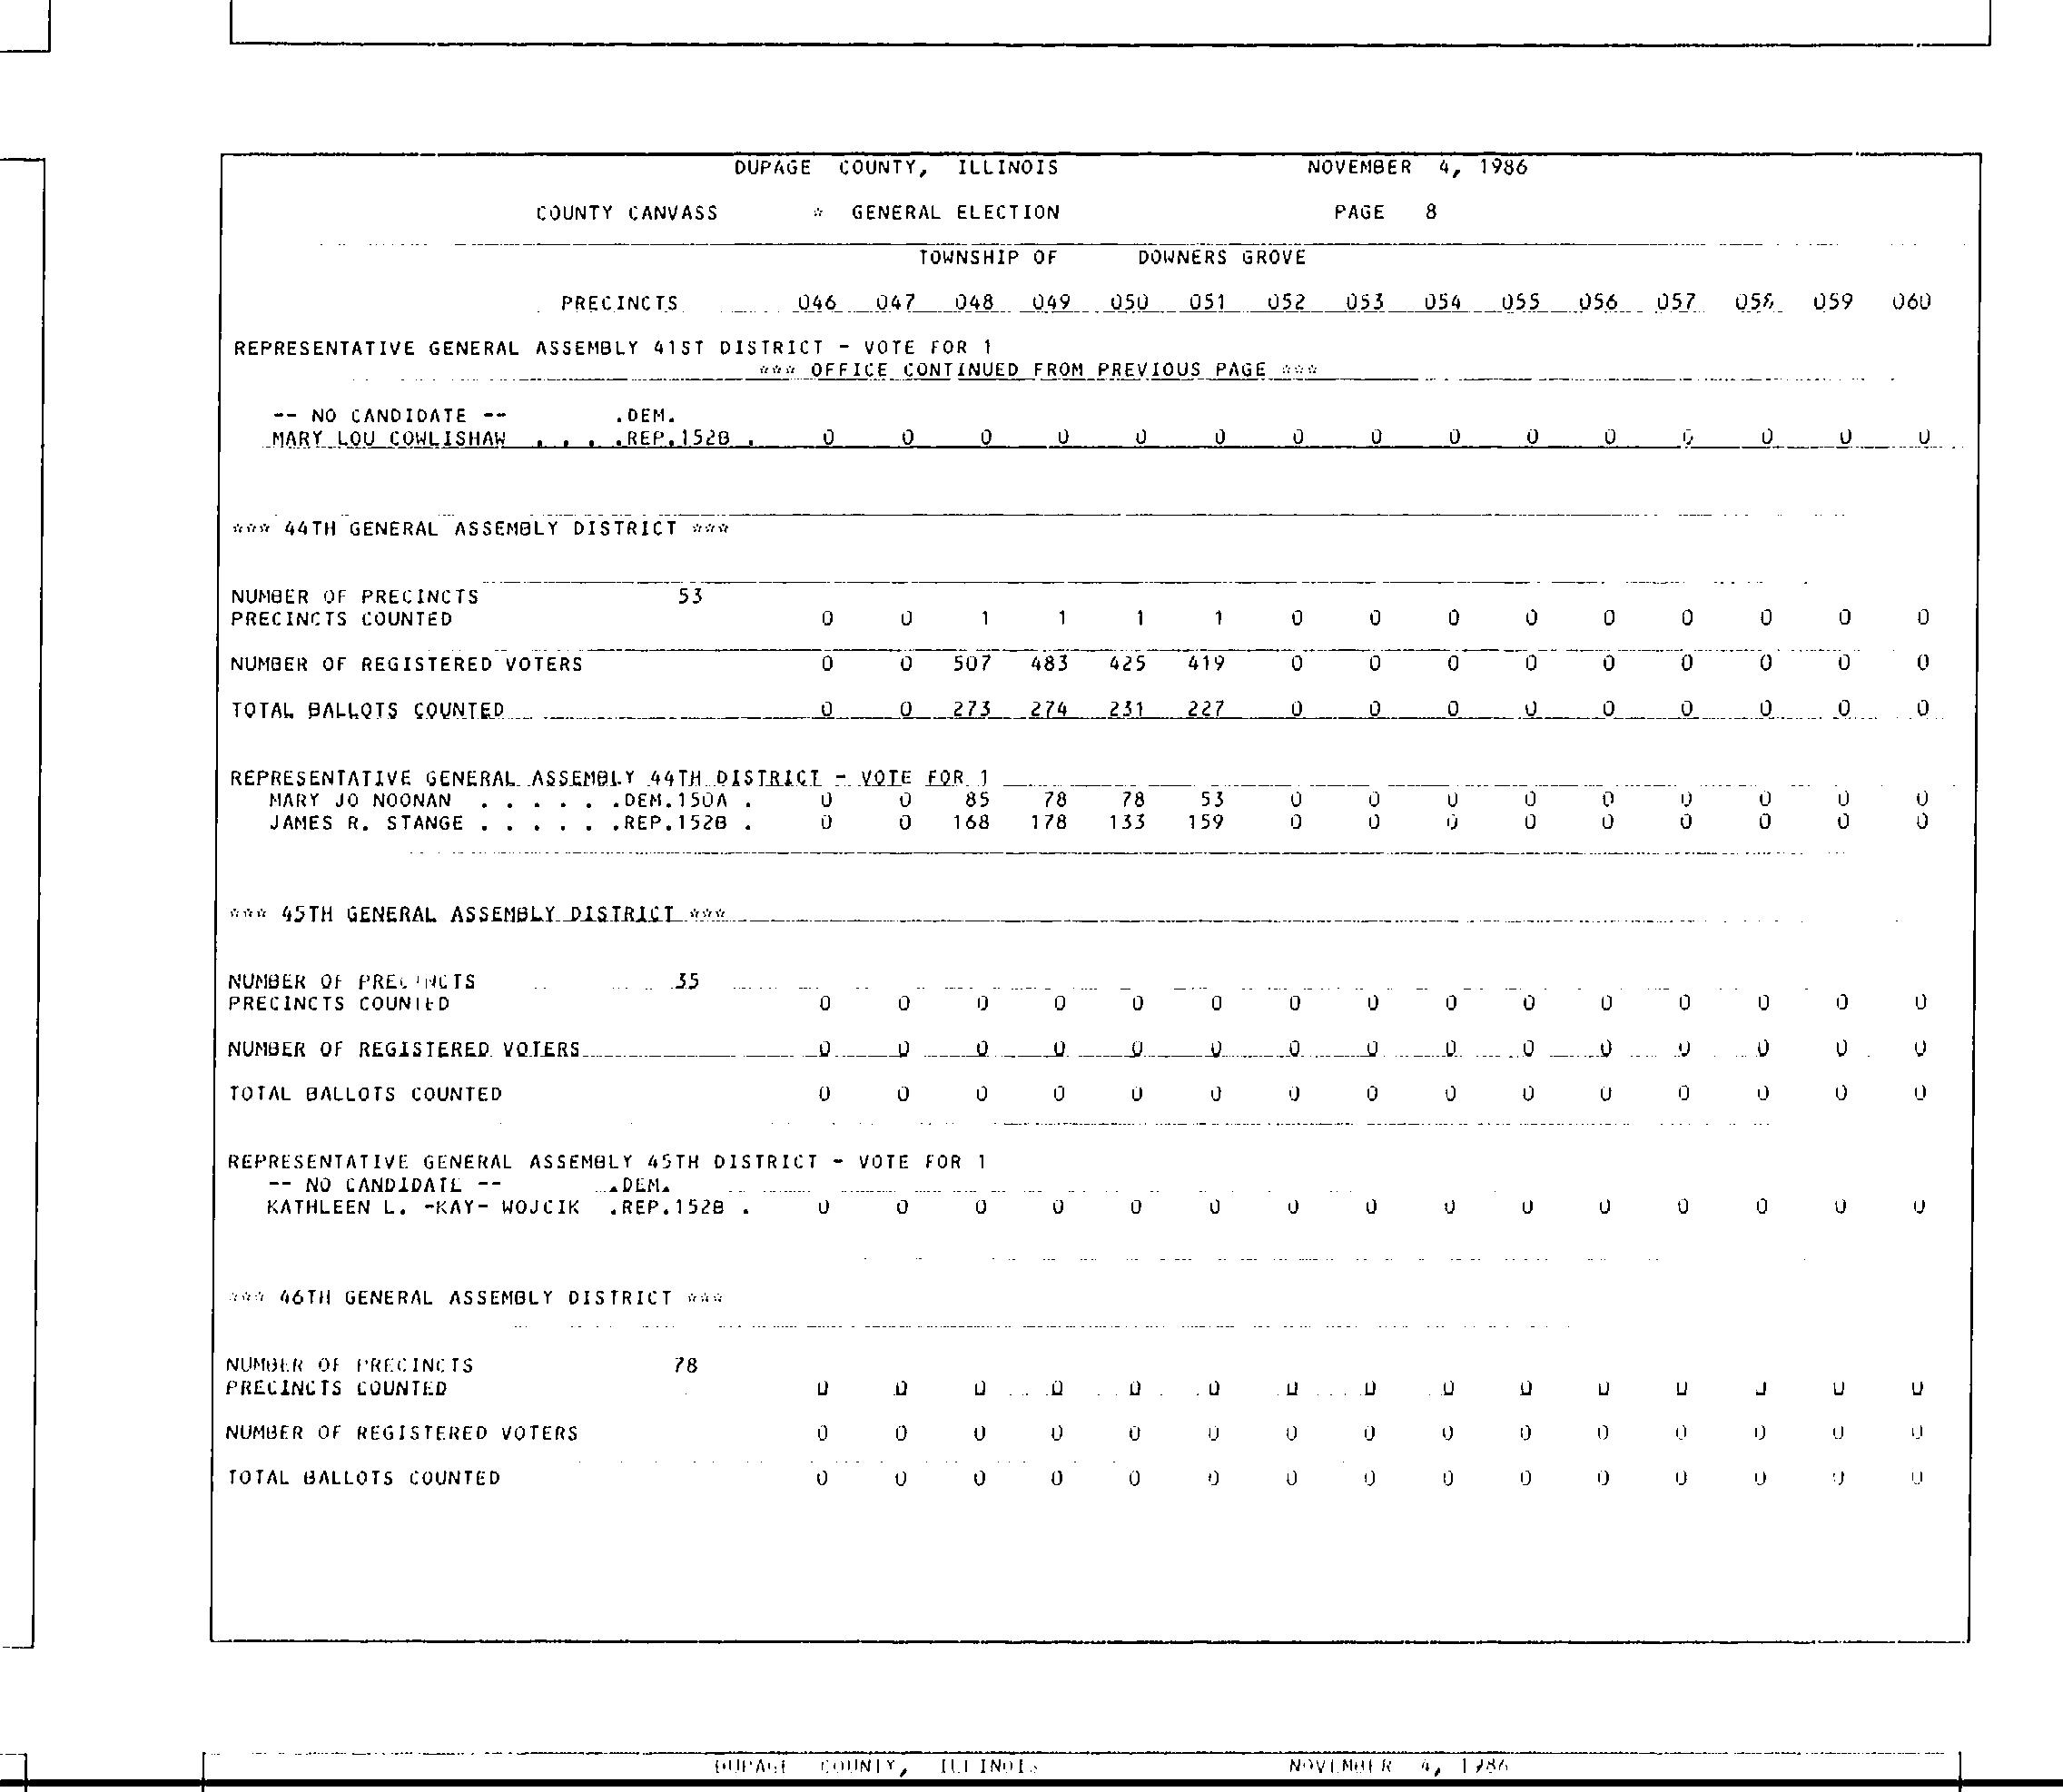 DUPAGE COUNTY, ILLINOIS NOVEMBER 4, 1986
COUNTY CANVASS * GENERAL ELECTION PAGE 8
TOWNSHIP OF DOWNERS GROVE
PRECINCTS 046 047 048 049 050 051 052 053 054 055 056 057 058 059 060
REPRESENTATIVE GENERAL ASSEMBLY 41ST DISTRICT - VOTE FOR 1
*** OFFICE CONTINUED FROM PREVIOUS PAGE ***
-- NO CANDIDATE -- .DEM.
MARY LOU COWLISHAW . . . .REP.152B . 0 0 0 0 0 0 0 0 0 0 0 0 0 0 0
*** 44TH GENERAL ASSEMBLY DISTRICT ***
NUMBER OF PRECINCTS 53
PRECINCTS COUNTED 0 0 1 1 1 1 0 0 0 0 0 0 0 0 0
NUMBER OF REGISTERED VOTERS 0 0 507 483 425 419 0 0 0 0 0 0 0 0 0
TOTAL BALLOTS COUNTED 0 0 273 274 231 227 0 0 0 0 0 0 0 0 0
REPRESENTATIVE GENERAL ASSEMBLY 44TH DISTRICT - VOTE FOR 1
MARY JO NOONAN . . . . . .DEM.150A . 0 0 85 78 78 53 0 0 0 0 0 0 0 0 0
JAMES R. STANGE . . . . . .REP.152B . 0 0 168 178 133 159 0 0 0 0 0 0 0 0 0
*** 45TH GENERAL ASSEMBLY DISTRICT ***
NUMBER OF PRECINCTS 35
PRECINCTS COUNTED 0 0 0 0 0 0 0 0 0 0 0 0 0 0 0
NUMBER OF REGISTERED VOTERS 0 0 0 0 0 0 0 0 0 0 0 0 0 0 0
TOTAL BALLOTS COUNTED 0 0 0 0 0 0 0 0 0 0 0 0 0 0 0
REPRESENTATIVE GENERAL ASSEMBLY 45TH DISTRICT - VOTE FOR 1
-- NO CANDIDATE -- .DEM.
KATHLEEN L. -KAY- WOJCIK .REP.152B . 0 0 0 0 0 0 0 0 0 0 0 0 0 0 0
*** 46TH GENERAL ASSEMBLY DISTRICT ***
NUMBER OF PRECINCTS 78
PRECINCTS COUNTED 0 0 0 0 0 0 0 0 0 0 0 0 0 0 0
NUMBER OF REGISTERED VOTERS 0 0 0 0 0 0 0 0 0 0 0 0 0 0 0
TOTAL BALLOTS COUNTED 0 0 0 0 0 0 0 0 0 0 0 0 0 0 0
DUPAGE COUNTY, ILLINOIS NOVEMBER 4, 1986